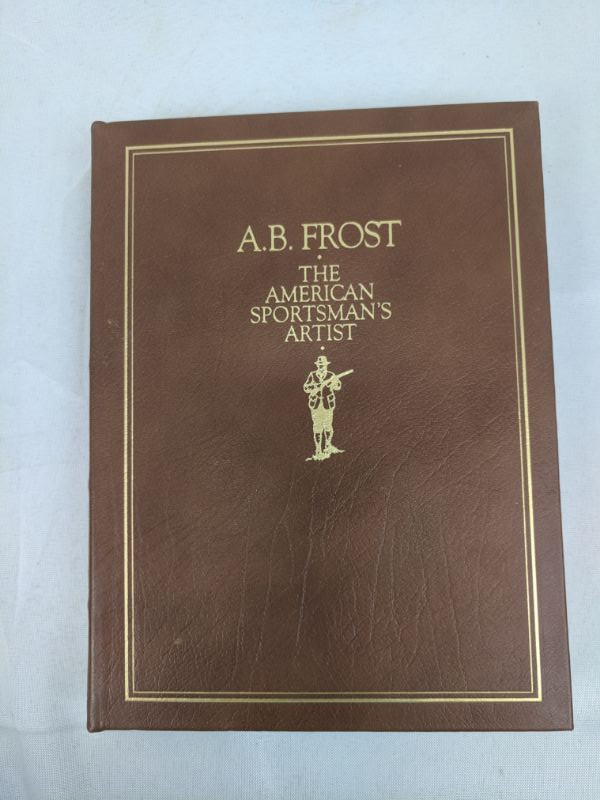 A.B. FROST
THE
AMERICAN
SPORTSMAN'S
ARTIST